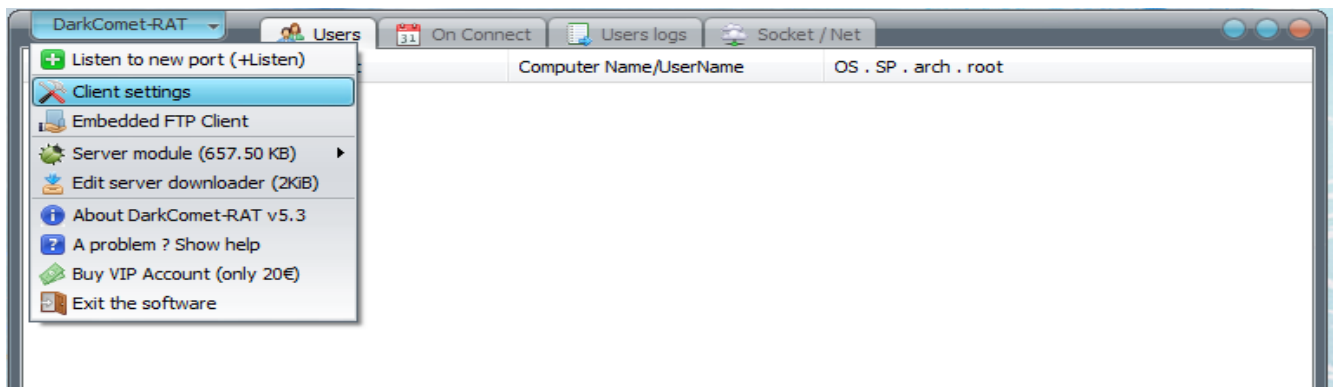 DarkComet-RAT
Users
31 On Connect
Users logs
Socket / Net
Listen to new port (+Listen)
Computer Name/UserName
OS . SP . arch . root
Client settings
Embedded FTP Client
Server module (657.50 KB)
Edit server downloader (2KiB)
About DarkComet-RAT v5.3
A problem ? Show help
Buy VIP Account (only 20€)
Exit the software